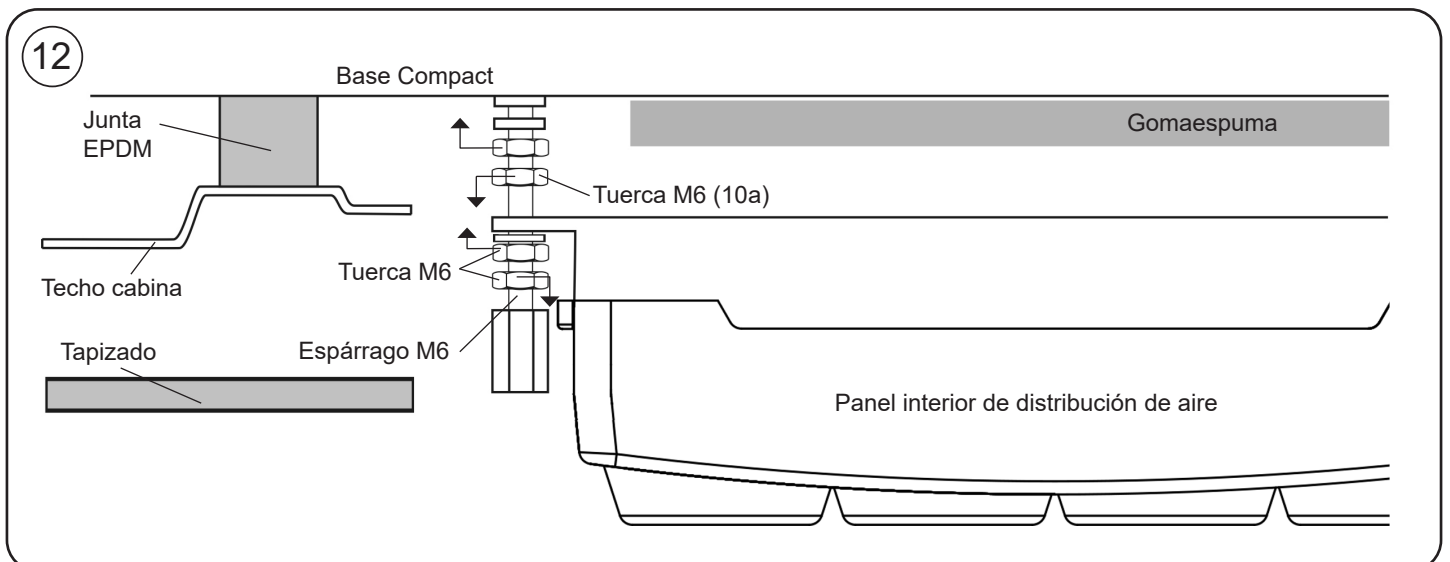 12
Base Compact
Junta
EPDM
Gomaespuma
Tuerca M6 (10a)
Tuerca M6
Techo cabina
Tapizado
Espárrago M6
Panel interior de distribución de aire